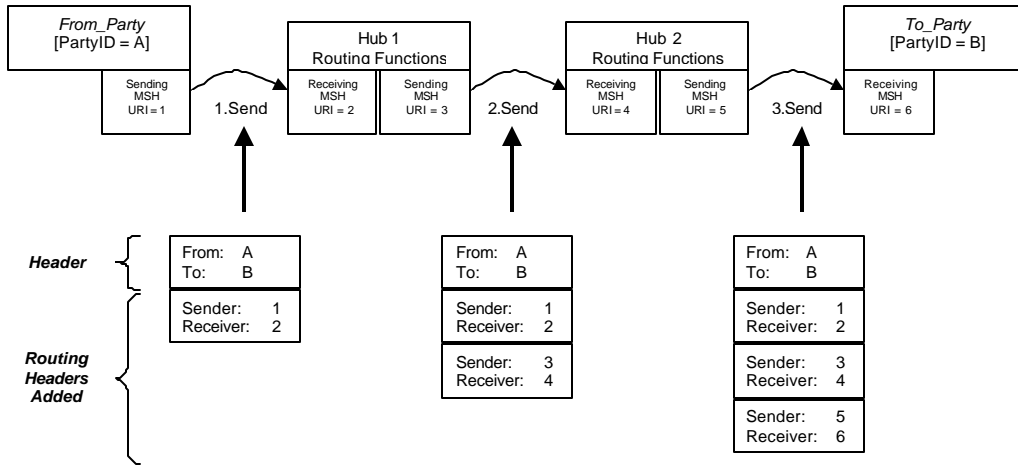 From_Party
[PartyID = A]
Sending
MSH
URI = 1
1.Send
Hub 1
Routing Functions
Receiving
MSH
URI = 2
Sending
MSH
URI = 3
2.Send
Hub 2
Routing Functions
Receiving
MSH
URI = 4
Sending
MSH
URI = 5
3.Send
To_Party
[PartyID = B]
Receiving
MSH
URI = 6
Header
From: A
To: B
From: A
To: B
From: A
To: B
Routing
Headers
Added
Sender: 1
Receiver: 2
Sender: 1
Receiver: 2
Sender: 3
Receiver: 4
Sender: 1
Receiver: 2
Sender: 3
Receiver: 4
Sender: 5
Receiver: 6